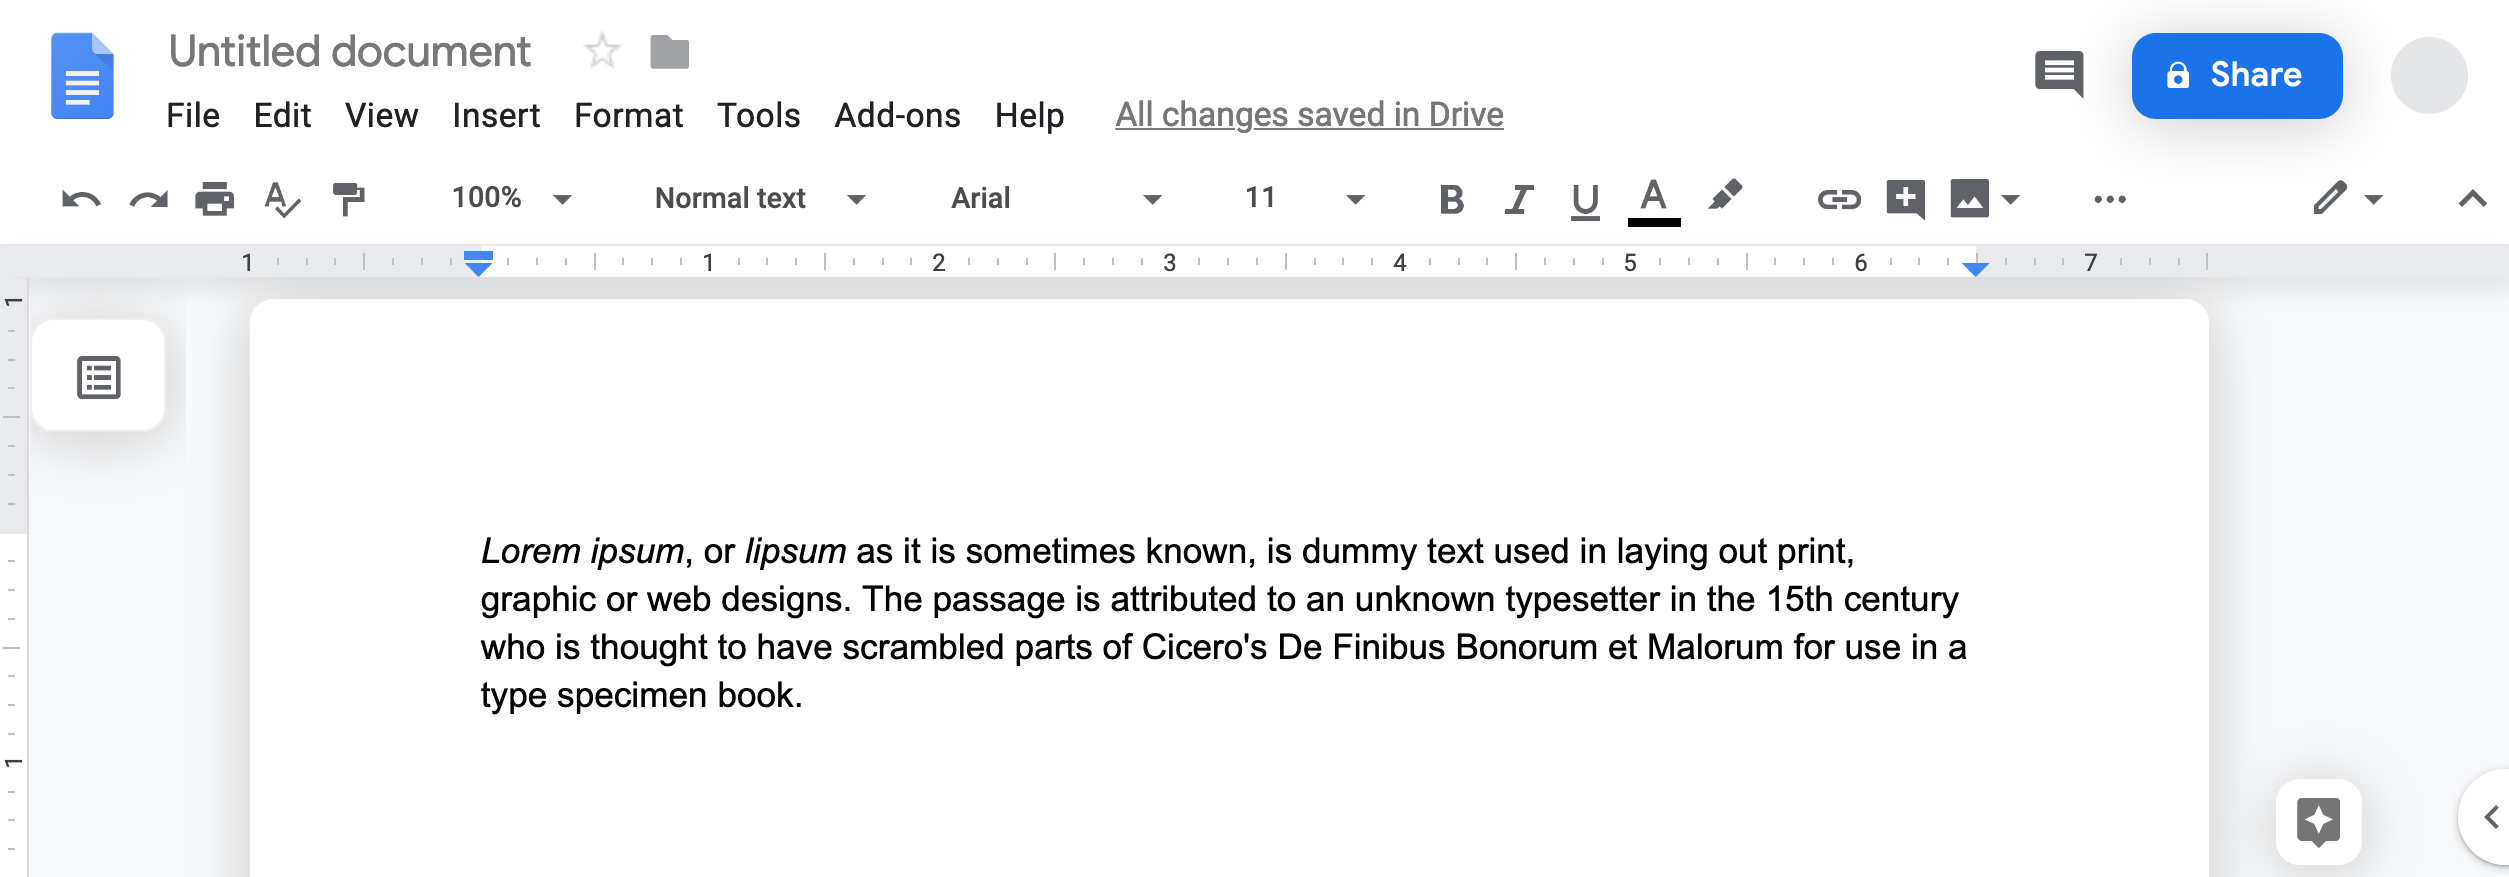 Untitled document
File Edit View Insert Format Tools Add-ons Help All changes saved in Drive
Share
100% Normal text Arial 11 B I U A
1 1 2 3 4 5 6 7
1
Lorem ipsum, or lipsum as it is sometimes known, is dummy text used in laying out print,
graphic or web designs. The passage is attributed to an unknown typesetter in the 15th century
who is thought to have scrambled parts of Cicero's De Finibus Bonorum et Malorum for use in a
type specimen book.
1